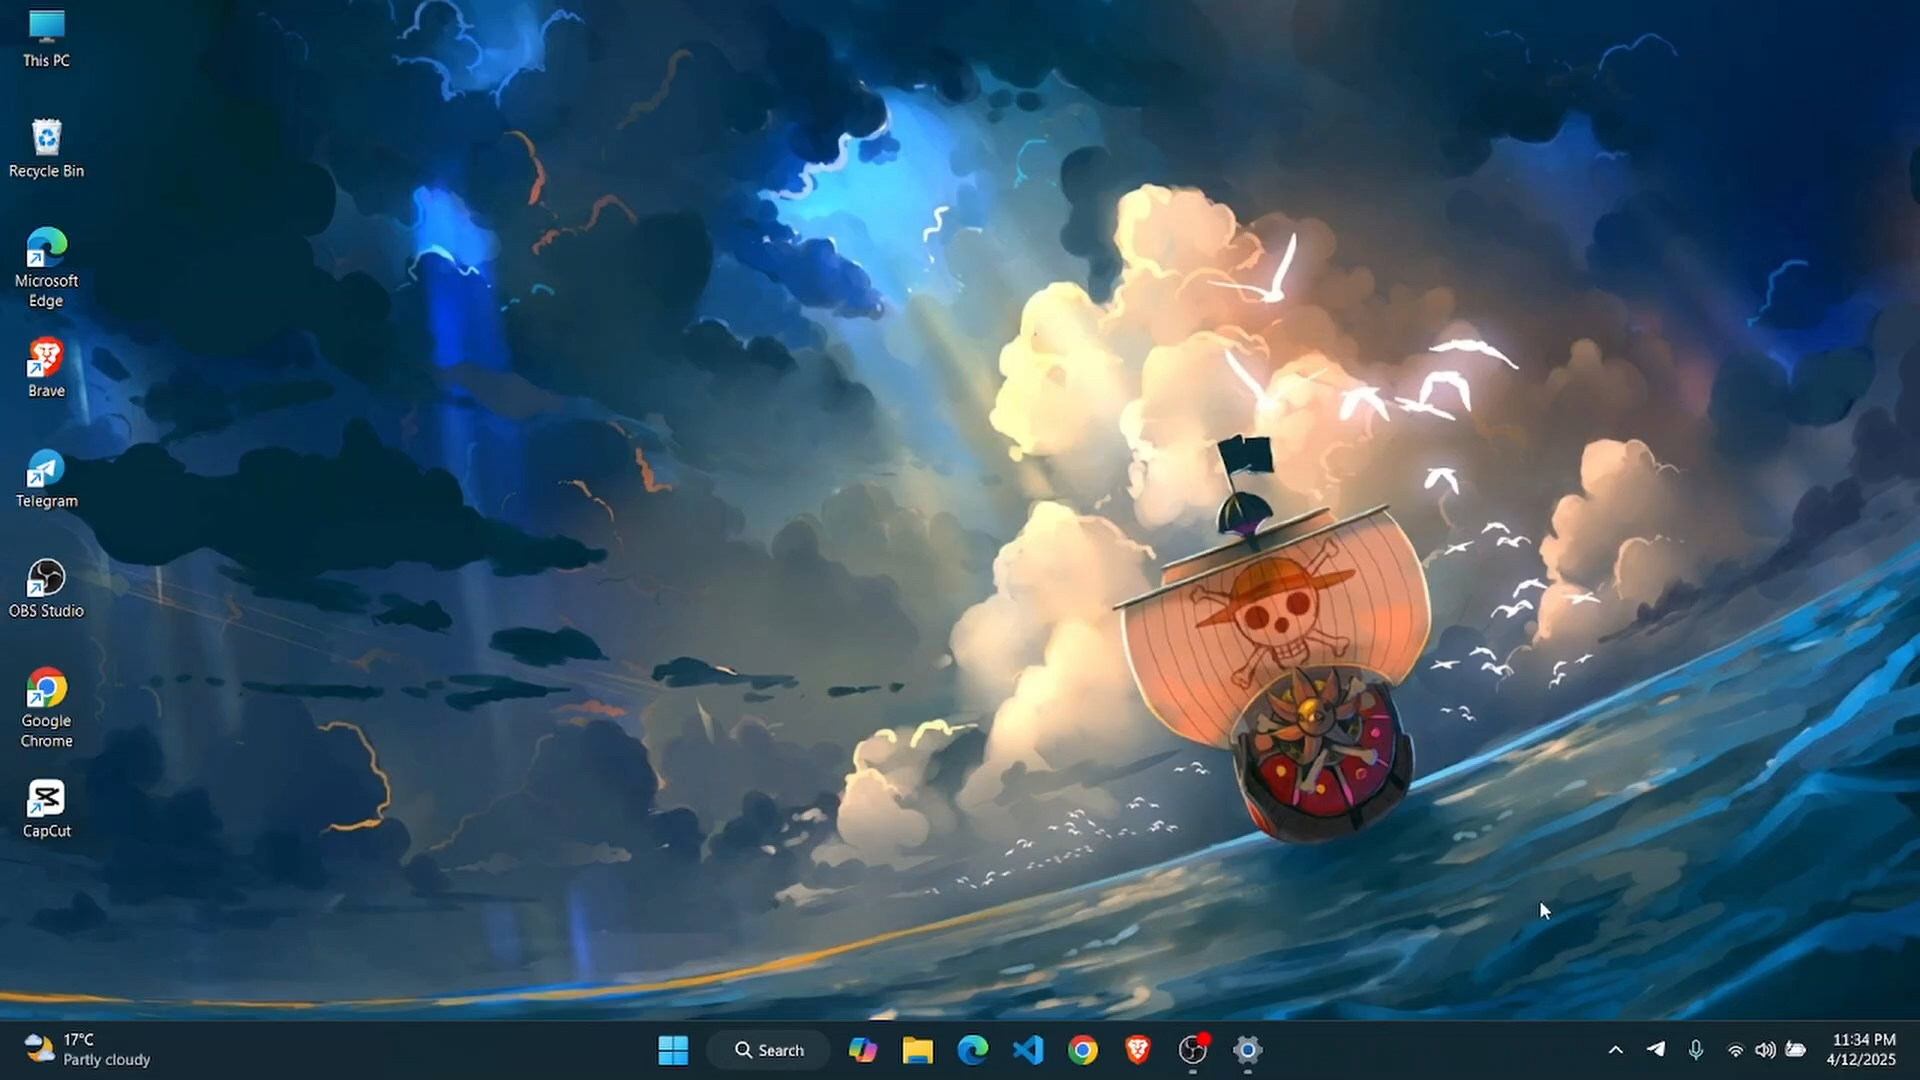 This PC
Recycle Bin
Microsoft
Edge
Brave
Telegram
OBS Studio
Google
Chrome
CapCut
17°C
Partly cloudy
Search
11:34 PM
4/12/2025